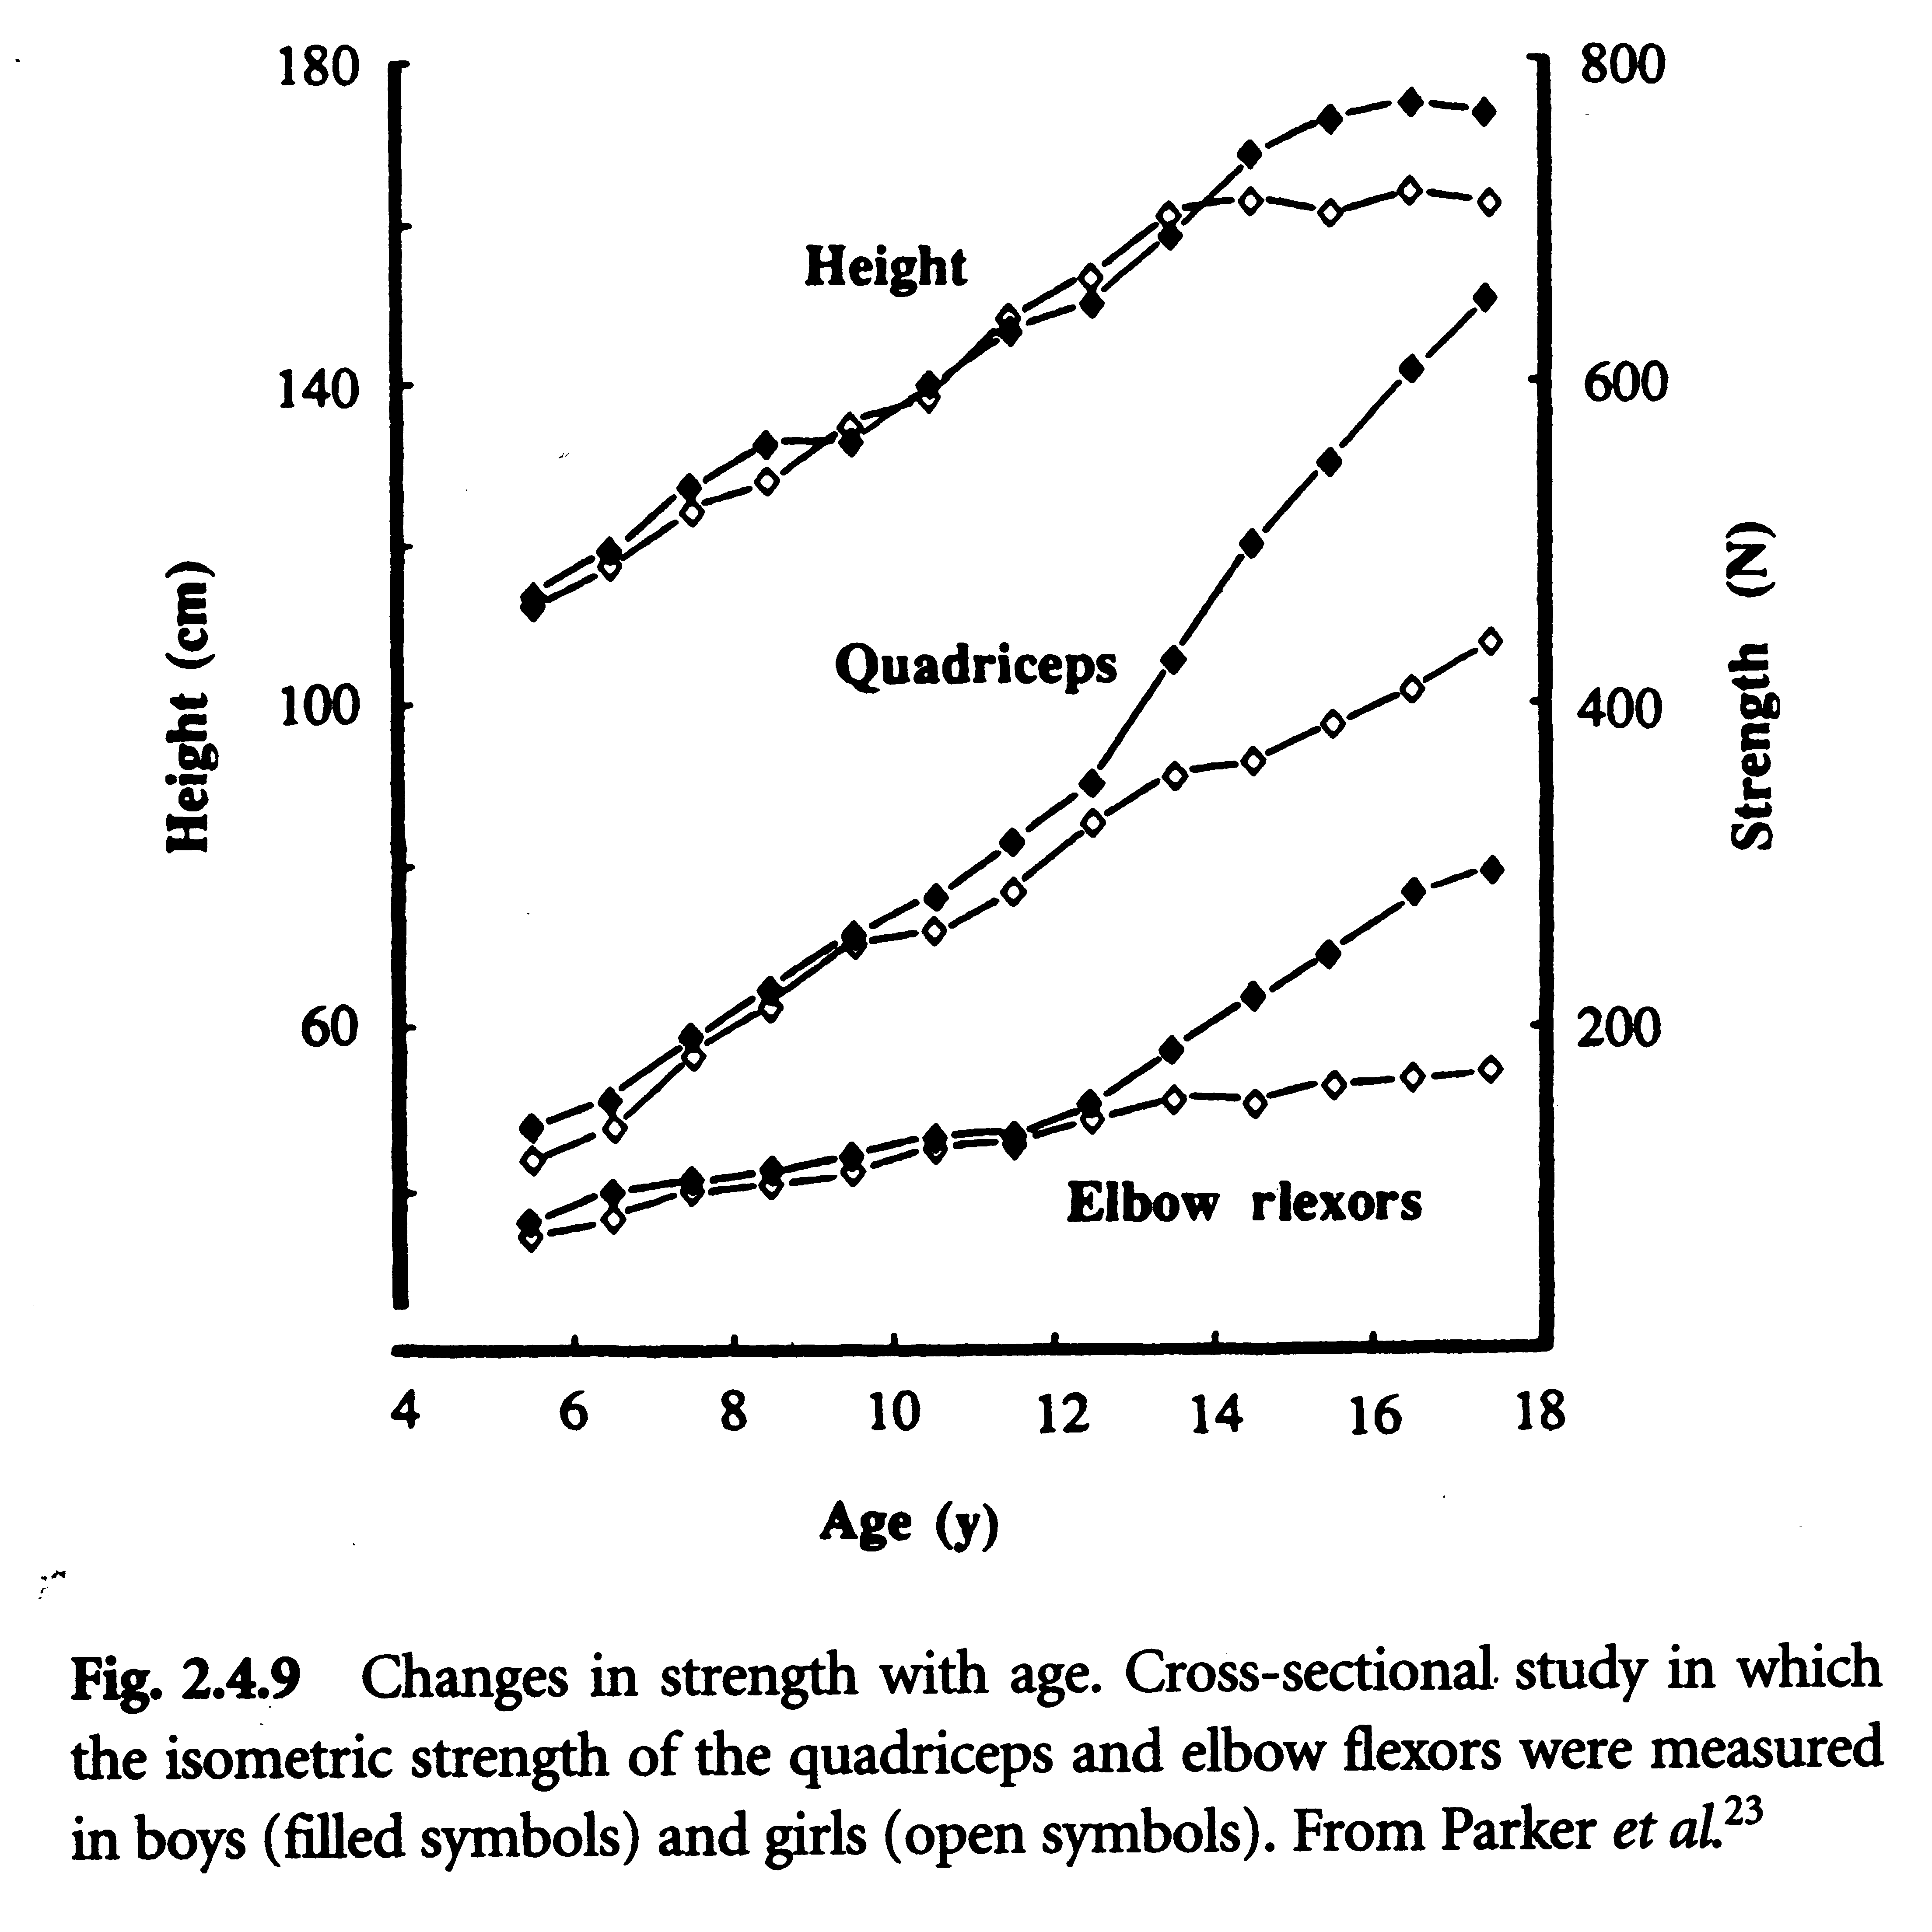 180
800
Height
140
600
Height (cm)
Strength (N)
Quadriceps
100
400
60
200
Elbow rlexors
4 6 8 10 12 14 16 18
Age (y)
Fig. 2.4.9 Changes in strength with age. Cross-sectional study in which
the isometric strength of the quadriceps and elbow flexors were measured
in boys (filled symbols) and girls (open symbols). From Parker et al.23